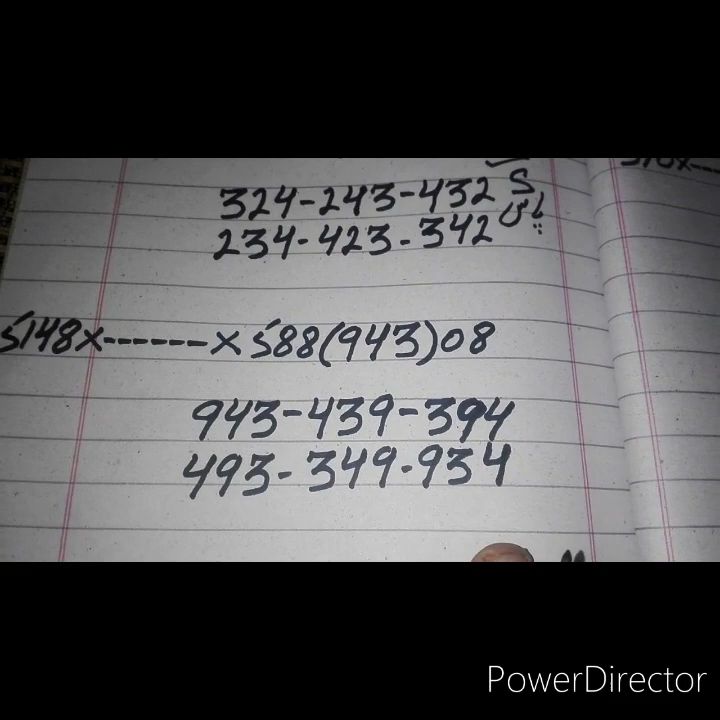 324-243-432 S
234-423-342
5148x------x588(943)08
943-439-394
493-349-934
PowerDirector